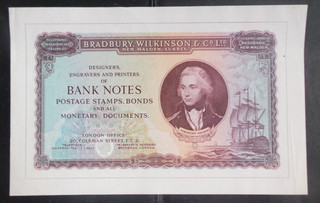 BRADBURY, WILKINSON & Co. LTD
NEW MALDEN, SURREY.
DESIGNERS,
ENGRAVERS AND PRINTERS
OF
BANK NOTES
POSTAGE STAMPS, BONDS
AND ALL
MONETARY DOCUMENTS.
LONDON OFFICE:
20, COLEMAN STREET E.C. 2.